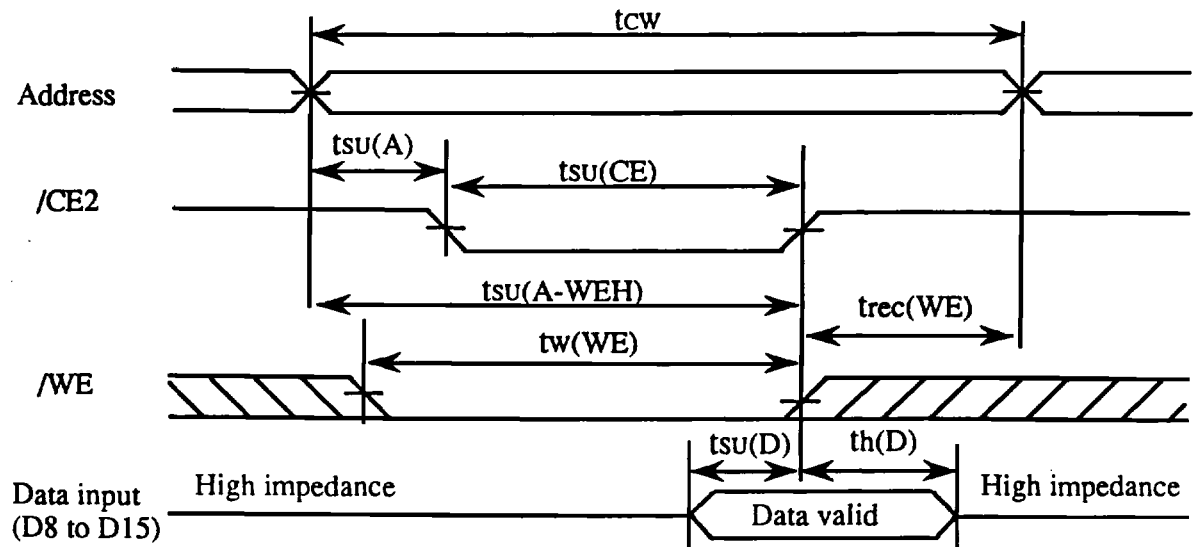 tCW
Address
tSU(A)
tSU(CE)
/CE2
tSU(A-WEH)
trec(WE)
tW(WE)
/WE
tSU(D)
th(D)
High impedance
High impedance
Data input
(D8 to D15)
Data valid